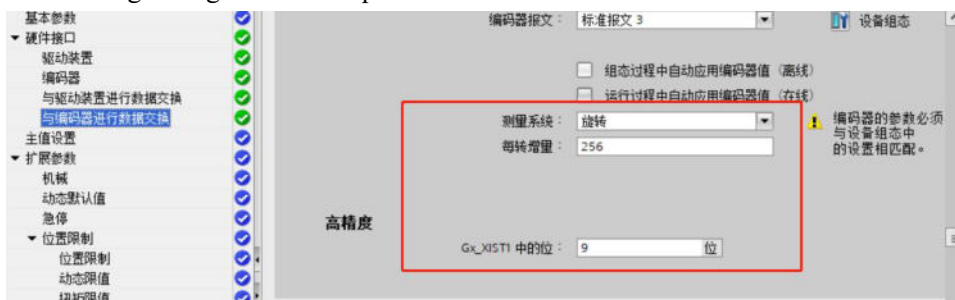 基本参数
硬件接口
驱动装置
编码器
与驱动装置进行数据交换
与编码器进行数据交换
主值设置
扩展参数
机械
动态默认值
急停
位置限制
位置限制
动态限值
扭矩限值
编码器报文：
标准报文 3
设备组态
组态过程中自动应用编码器值（离线）
运行过程中自动应用编码器值（在线）
测量系统：
旋转
每转增量：
256
编码器的参数必须
与设备组态中
的设置相匹配。
高精度
Gx_XIST1 中的位：
9
位